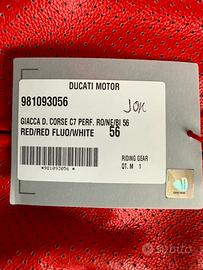 DUCATI MOTOR
981093056
JOK
GIACCA D. CORSE C7 PERF. RO/NE/BI 56
RED/RED FLUO/WHITE 56
RIDING GEAR
QT. M 1
*981093056 *
subito